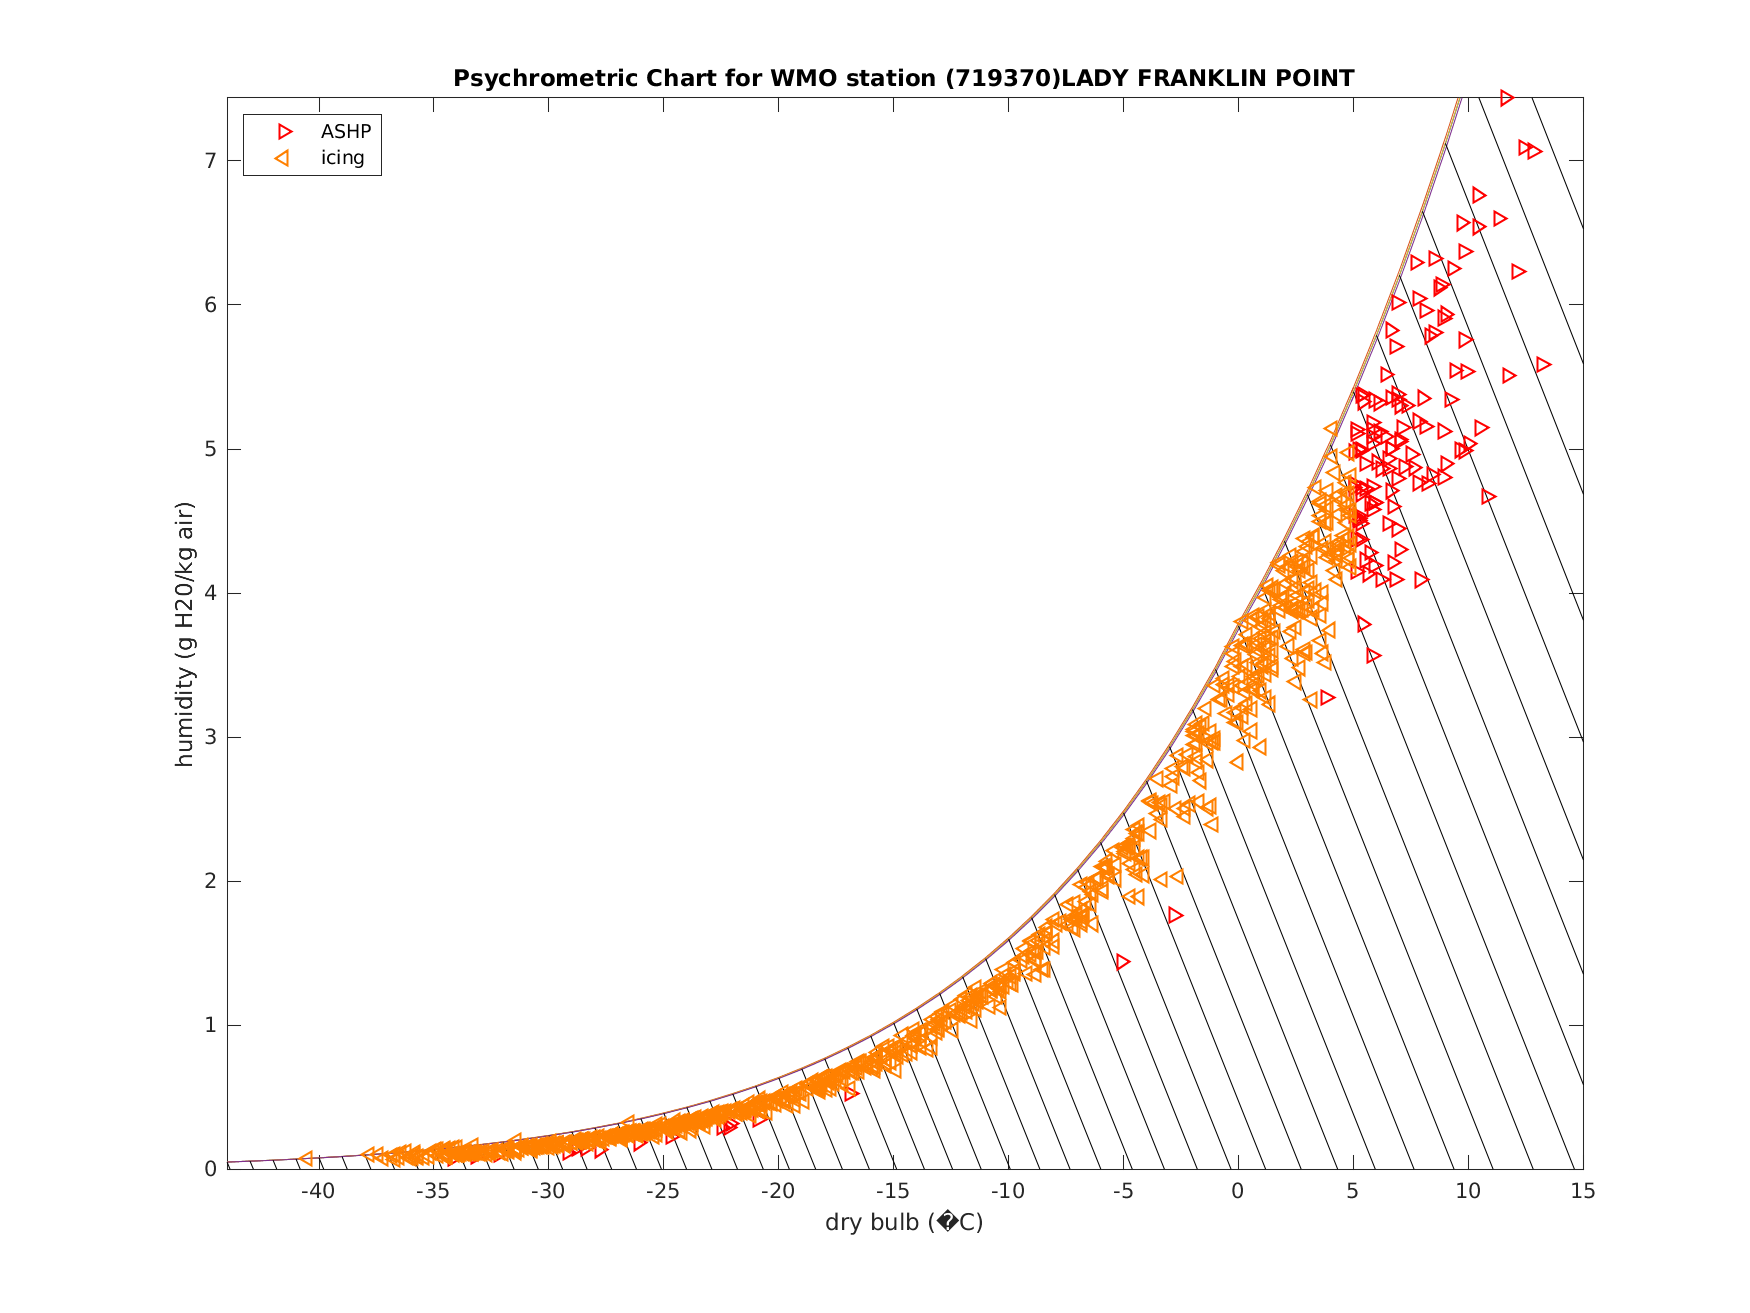 Psychrometric Chart for WMO station (719370)LADY FRANKLIN POINT
ASHP
icing
7
6
5
4
3
2
1
0
humidity (g H20/kg air)
-40 -35 -30 -25 -20 -15 -10 -5 0 5 10 15
dry bulb (�C)